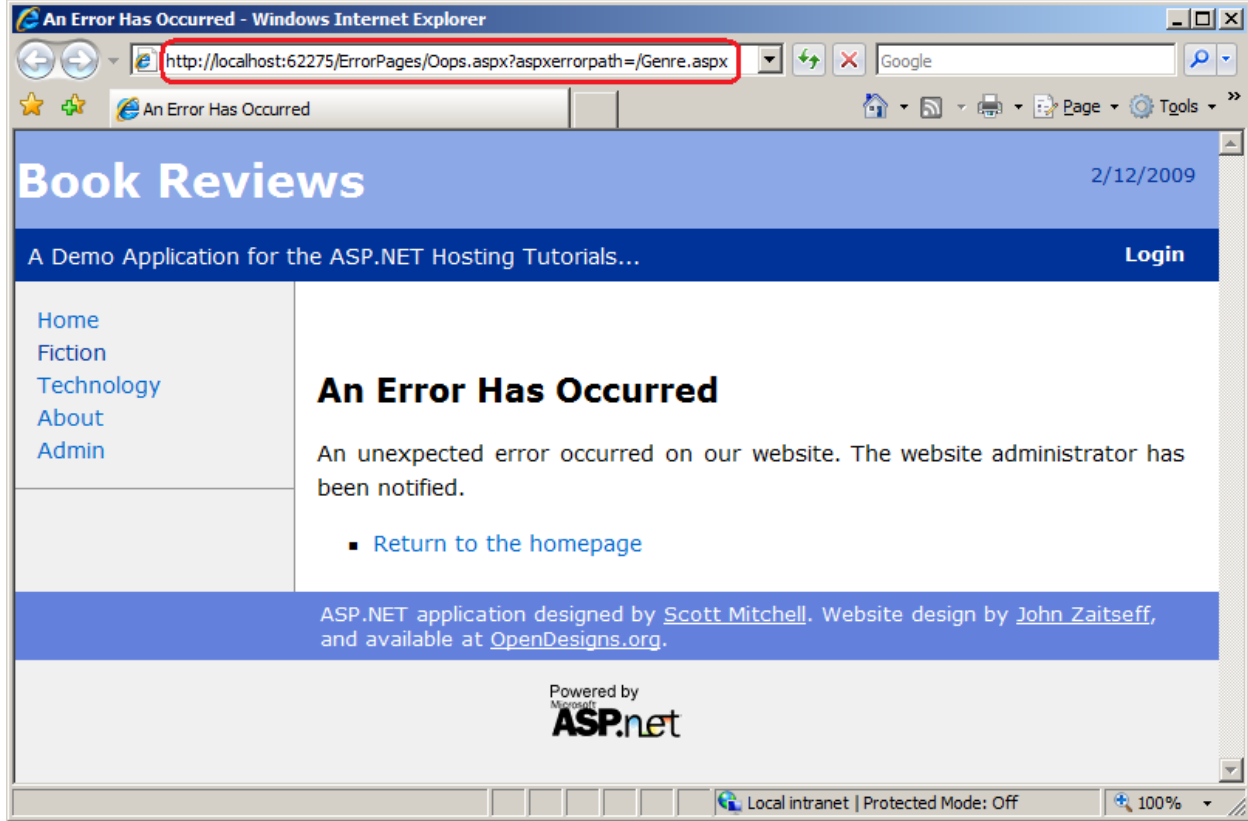 An Error Has Occurred - Windows Internet Explorer
http://localhost:62275/ErrorPages/Oops.aspx?aspxerrorpath=/Genre.aspx
Google
An Error Has Occurred
Page
Tools
»
Book Reviews
2/12/2009
A Demo Application for the ASP.NET Hosting Tutorials...
Login
Home
Fiction
Technology
About
Admin
An Error Has Occurred
An unexpected error occurred on our website. The website administrator has
been notified.
Return to the homepage
ASP.NET application designed by Scott Mitchell. Website design by John Zaitseff,
and available at OpenDesigns.org.
Powered by
Microsoft
ASP.net
Local intranet | Protected Mode: Off
100%